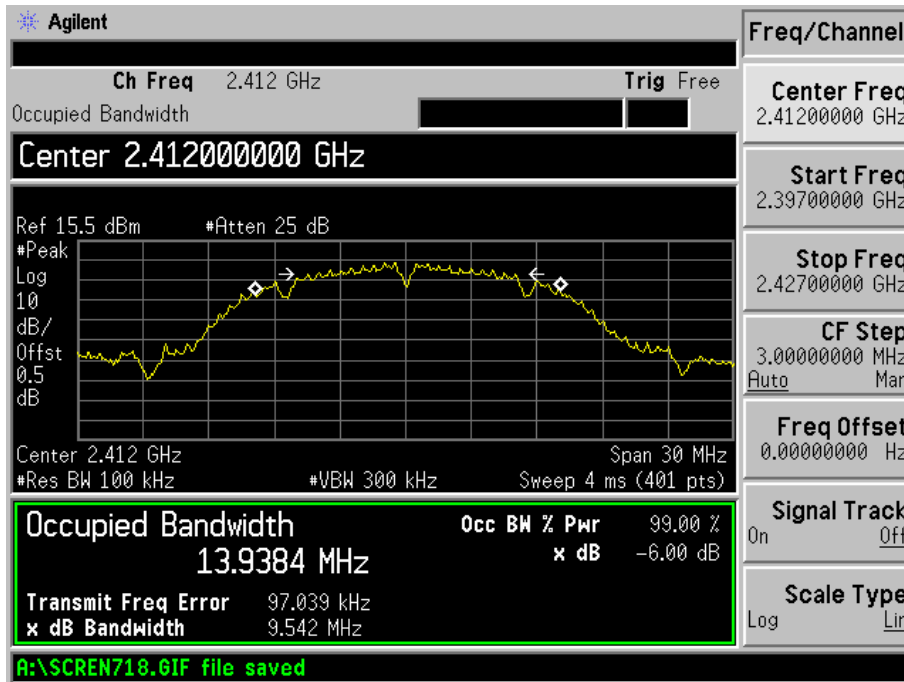 Agilent
Freq/Channel
Ch Freq 2.412 GHz Trig Free
Occupied Bandwidth
Center 2.412000000 GHz
Ref 15.5 dBm #Atten 25 dB
#Peak
Log
10
dB/
Offst
0.5
dB
Center 2.412 GHz Span 30 MHz
#Res BW 100 kHz #VBW 300 kHz Sweep 4 ms (401 pts)
Occupied Bandwidth Occ BW % Pwr 99.00 %
13.9384 MHz x dB -6.00 dB
Transmit Freq Error 97.039 kHz
x dB Bandwidth 9.542 MHz
A:\SCREN718.GIF file saved
Center Freq
2.41200000 GHz
Start Freq
2.39700000 GHz
Stop Freq
2.42700000 GHz
CF Step
3.00000000 MHz
Auto Man
Freq Offset
0.00000000 Hz
Signal Track
On Off
Scale Type
Log Lin